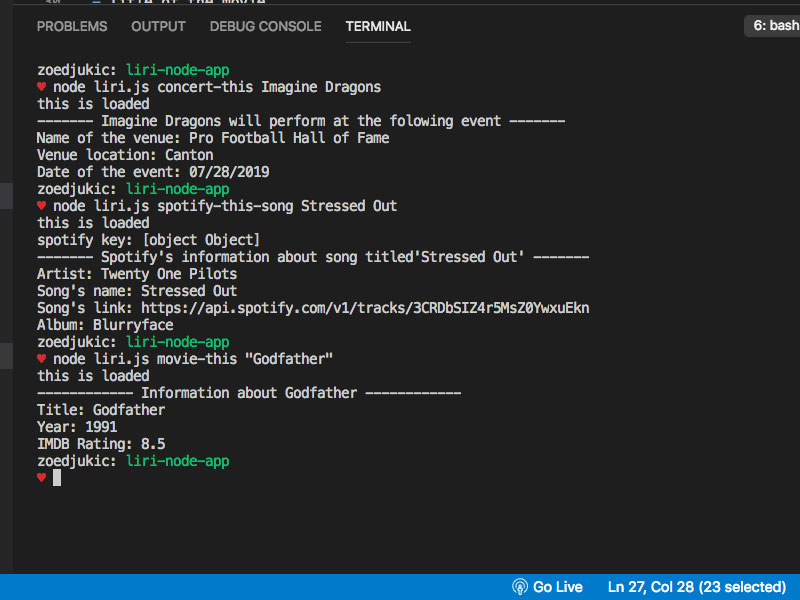 PROBLEMS OUTPUT DEBUG CONSOLE TERMINAL 6: bash
zoedjukic: liri-node-app
♥ node liri.js concert-this Imagine Dragons
this is loaded
------- Imagine Dragons will perform at the folowing event -------
Name of the venue: Pro Football Hall of Fame
Venue location: Canton
Date of the event: 07/28/2019
zoedjukic: liri-node-app
♥ node liri.js spotify-this-song Stressed Out
this is loaded
spotify key: [object Object]
------- Spotify's information about song titled'Stressed Out' -------
Artist: Twenty One Pilots
Song's name: Stressed Out
Song's link: https://api.spotify.com/v1/tracks/3CRDbSIZ4r5MsZ0YwxuEkn
Album: Blurryface
zoedjukic: liri-node-app
♥ node liri.js movie-this "Godfather"
this is loaded
------------ Information about Godfather ------------
Title: Godfather
Year: 1991
IMDB Rating: 8.5
zoedjukic: liri-node-app
♥
Go Live Ln 27, Col 28 (23 selected)